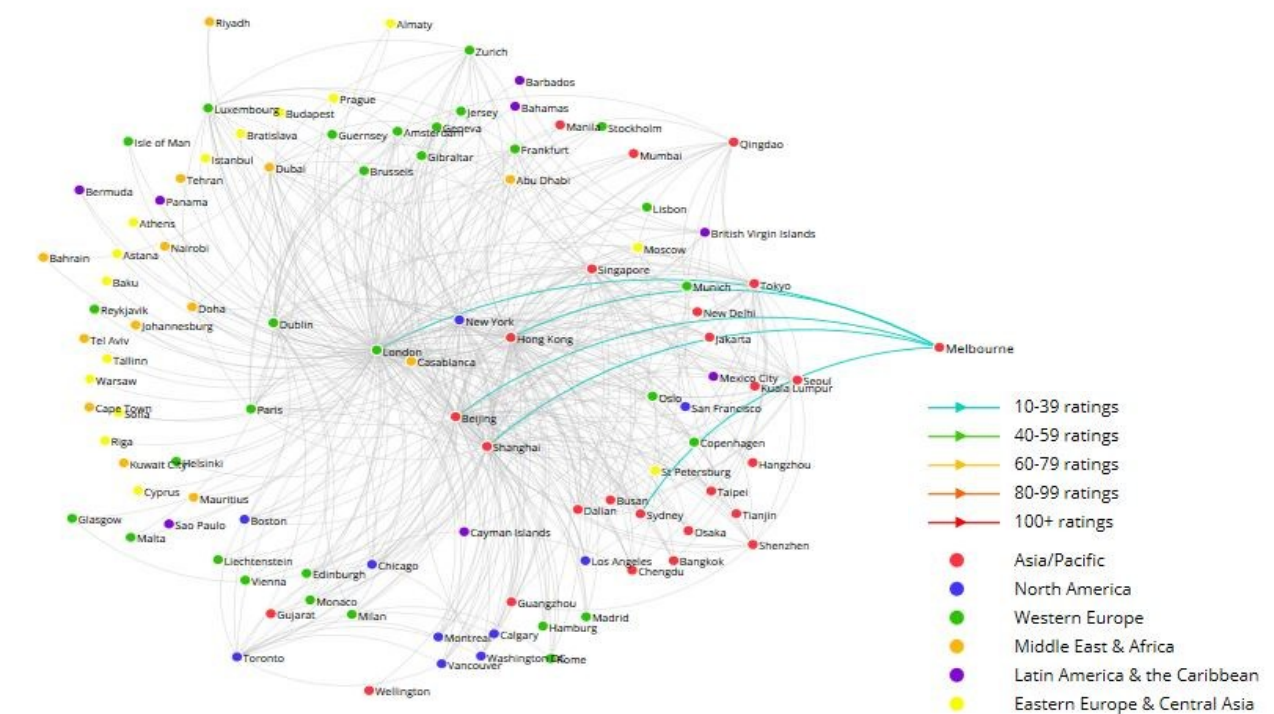 Riyadh
Almaty
Zurich
Barbados
Prague
Luxembourg
Budapest
Jersey
Bahamas
Bratislava
Guernsey
Amsterdam
Geneva
Manila
Stockholm
Isle of Man
Qingdao
Istanbul
Gibraltar
Frankfurt
Mumbai
Dubai
Brussels
Tehran
Abu Dhabi
Bermuda
Panama
Lisbon
Athens
British Virgin Islands
Nairobi
Moscow
Bahrain
Astana
Singapore
Baku
Munich
Tokyo
Reykjavik
Doha
New Delhi
Johannesburg
Dublin
New York
Tel Aviv
Hong Kong
Jakarta
Melbourne
London
Tallinn
Casablanca
Warsaw
Mexico City
Seoul
Kuala Lumpur
Cape Town
Sofia
Paris
Oslo
San Francisco
Beijing
Riga
Shanghai
Copenhagen
Kuwait City
Helsinki
St Petersburg
Hangzhou
Cyprus
Mauritius
Busan
Taipei
Glasgow
Sao Paulo
Boston
Dalian
Sydney
Tianjin
Malta
Cayman Islands
Osaka
Shenzhen
Liechtenstein
Chicago
Los Angeles
Bangkok
Vienna
Edinburgh
Chengdu
Monaco
Guangzhou
Gujarat
Milan
Madrid
Hamburg
Montreal
Calgary
Toronto
Vancouver
Washington DC
Rome
Wellington
10-39 ratings
40-59 ratings
60-79 ratings
80-99 ratings
100+ ratings
Asia/Pacific
North America
Western Europe
Middle East & Africa
Latin America & the Caribbean
Eastern Europe & Central Asia